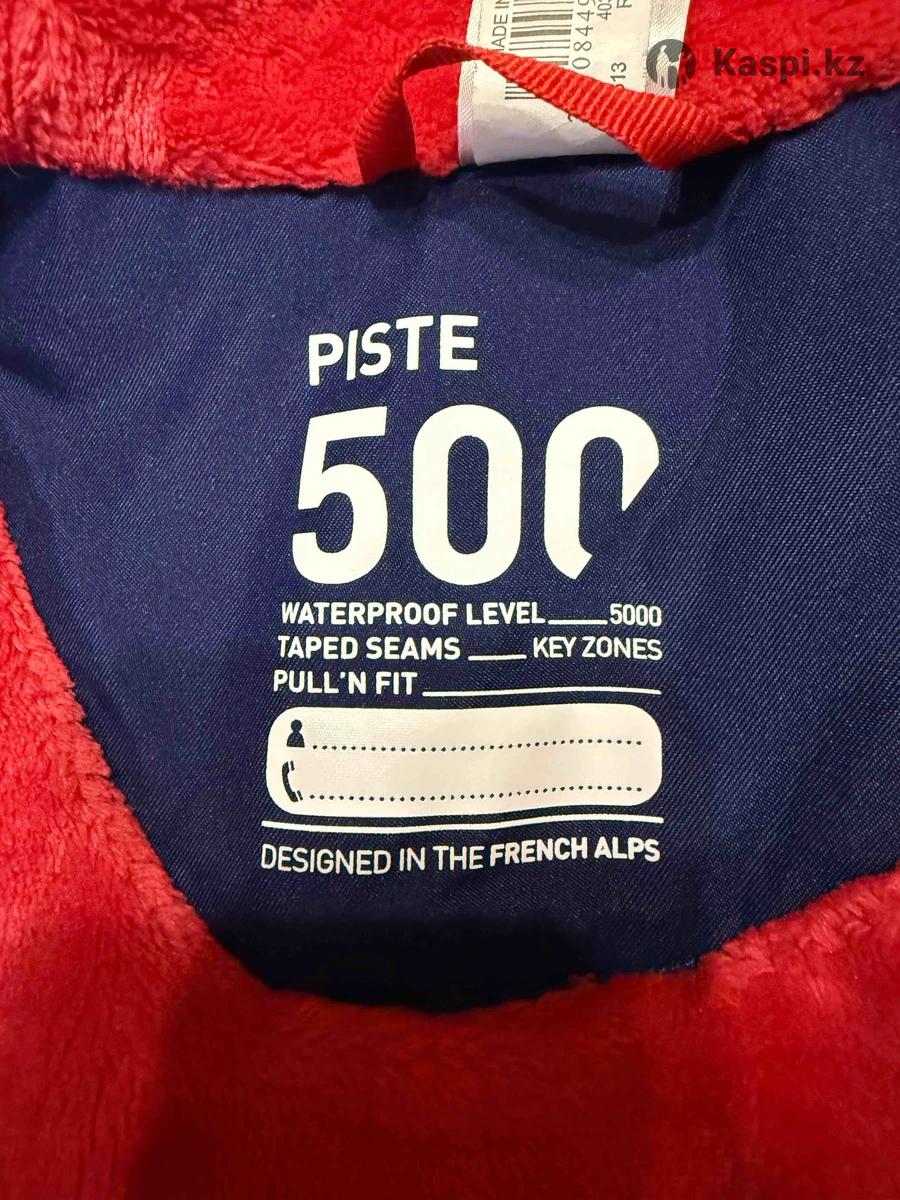 Kaspi.kz
PISTE
500
WATERPROOF LEVEL 5000
TAPED SEAMS KEY ZONES
PULL'N FIT
DESIGNED IN THE FRENCH ALPS